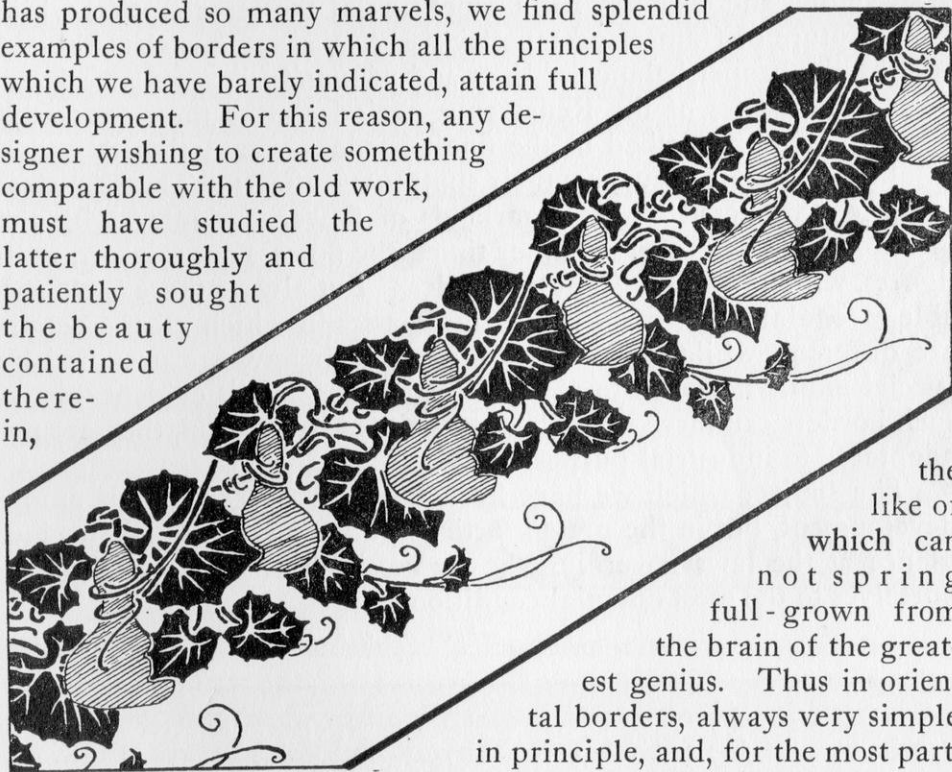 has produced so many marvels, we find splendid
examples of borders in which all the principles
which we have barely indicated, attain full
development. For this reason, any de-
signer wishing to create something
comparable with the old work,
must have studied the
latter thoroughly and
patiently sought
the beauty
contained
there-
in,
the
like of
which can
not spring
full-grown from
the brain of the great
est genius. Thus in orien
tal borders, always very simple
in principle, and, for the most part